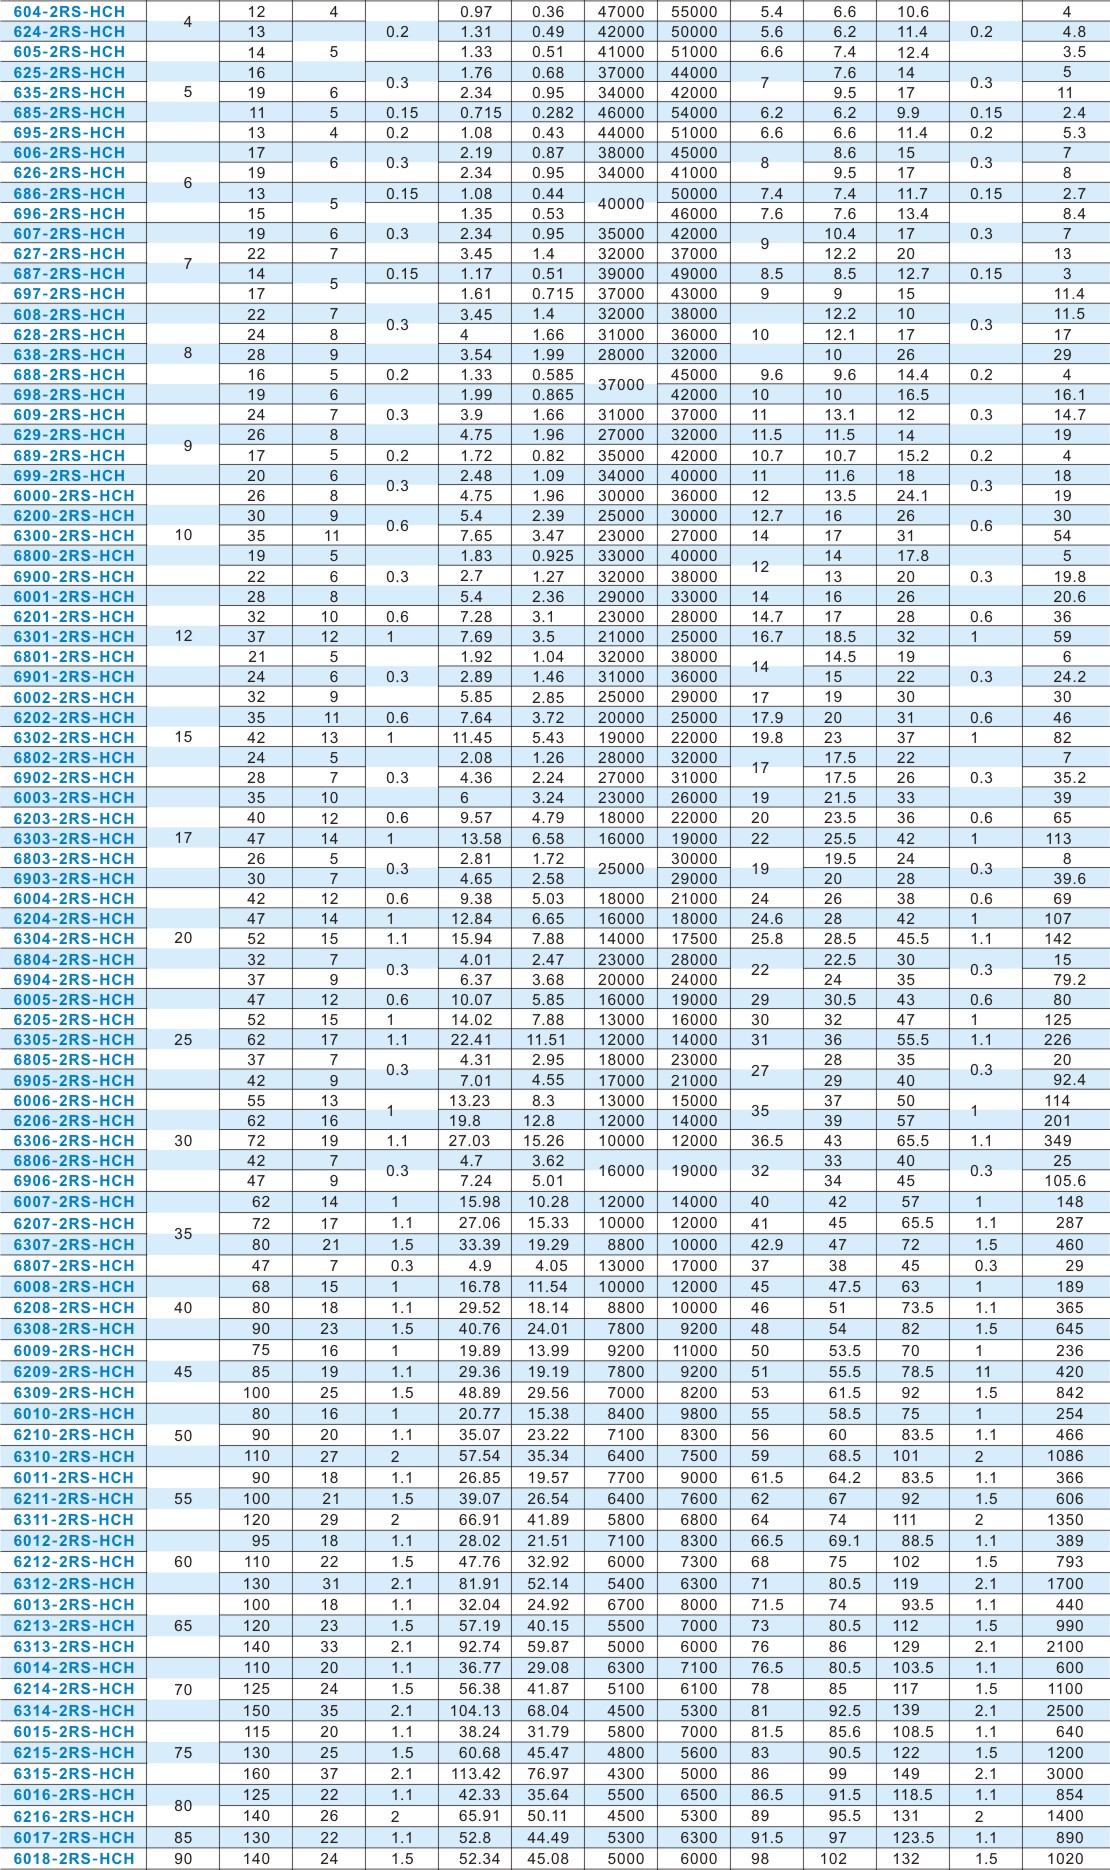 604-2RS-HCH 4 12 4 0.97 0.36 47000 55000 5.4 6.6 10.6 4
624-2RS-HCH 13 0.2 1.31 0.49 42000 50000 5.6 6.2 11.4 0.2 4.8
605-2RS-HCH 14 5 1.33 0.51 41000 51000 6.6 7.4 12.4 3.5
625-2RS-HCH 16 0.3 1.76 0.68 37000 44000 7 7.6 14 0.3 5
635-2RS-HCH 5 19 6 2.34 0.95 34000 42000 9.5 17 11
685-2RS-HCH 11 5 0.15 0.715 0.282 46000 54000 6.2 6.2 9.9 0.15 2.4
695-2RS-HCH 13 4 0.2 1.08 0.43 44000 51000 6.6 6.6 11.4 0.2 5.3
606-2RS-HCH 17 6 0.3 2.19 0.87 38000 45000 8 8.6 15 0.3 7
626-2RS-HCH 6 19 2.34 0.95 34000 41000 9.5 17 8
686-2RS-HCH 13 5 0.15 1.08 0.44 40000 50000 7.4 7.4 11.7 0.15 2.7
696-2RS-HCH 15 1.35 0.53 46000 7.6 7.6 13.4 8.4
607-2RS-HCH 19 6 0.3 2.34 0.95 35000 42000 9 10.4 17 0.3 7
627-2RS-HCH 7 22 7 3.45 1.4 32000 37000 12.2 20 13
687-2RS-HCH 14 5 0.15 1.17 0.51 39000 49000 8.5 8.5 12.7 0.15 3
697-2RS-HCH 17 1.61 0.715 37000 43000 9 9 15 11.4
608-2RS-HCH 22 7 0.3 3.45 1.4 32000 38000 12.2 10 0.3 11.5
628-2RS-HCH 24 8 4 1.66 31000 36000 10 12.1 17 17
638-2RS-HCH 8 28 9 3.54 1.99 28000 32000 10 26 29
688-2RS-HCH 16 5 0.2 1.33 0.585 37000 45000 9.6 9.6 14.4 0.2 4
698-2RS-HCH 19 6 1.99 0.865 42000 10 10 16.5 16.1
609-2RS-HCH 24 7 0.3 3.9 1.66 31000 37000 11 13.1 12 0.3 14.7
629-2RS-HCH 9 26 8 4.75 1.96 27000 32000 11.5 11.5 14 19
689-2RS-HCH 17 5 0.2 1.72 0.82 35000 42000 10.7 10.7 15.2 0.2 4
699-2RS-HCH 20 6 0.3 2.48 1.09 34000 40000 11 11.6 18 0.3 18
6000-2RS-HCH 26 8 4.75 1.96 30000 36000 12 13.5 24.1 19
6200-2RS-HCH 30 9 0.6 5.4 2.39 25000 30000 12.7 16 26 0.6 30
6300-2RS-HCH 10 35 11 7.65 3.47 23000 27000 14 17 31 54
6800-2RS-HCH 19 5 1.83 0.925 33000 40000 12 14 17.8 5
6900-2RS-HCH 22 6 0.3 2.7 1.27 32000 38000 13 20 0.3 19.8
6001-2RS-HCH 28 8 5.4 2.36 29000 33000 14 16 26 20.6
6201-2RS-HCH 32 10 0.6 7.28 3.1 23000 28000 14.7 17 28 0.6 36
6301-2RS-HCH 12 37 12 1 7.69 3.5 21000 25000 16.7 18.5 32 1 59
6801-2RS-HCH 21 5 1.92 1.04 32000 38000 14 14.5 19 6
6901-2RS-HCH 24 6 0.3 2.89 1.46 31000 36000 15 22 0.3 24.2
6002-2RS-HCH 32 9 5.85 2.85 25000 29000 17 19 30 30
6202-2RS-HCH 35 11 0.6 7.64 3.72 20000 25000 17.9 20 31 0.6 46
6302-2RS-HCH 15 42 13 1 11.45 5.43 19000 22000 19.8 23 37 1 82
6802-2RS-HCH 24 5 2.08 1.26 28000 32000 17 17.5 22 7
6902-2RS-HCH 28 7 0.3 4.36 2.24 27000 31000 17.5 26 0.3 35.2
6003-2RS-HCH 35 10 6 3.24 23000 26000 19 21.5 33 39
6203-2RS-HCH 40 12 0.6 9.57 4.79 18000 22000 20 23.5 36 0.6 65
6303-2RS-HCH 17 47 14 1 13.58 6.58 16000 19000 22 25.5 42 1 113
6803-2RS-HCH 26 5 0.3 2.81 1.72 25000 30000 19 19.5 24 0.3 8
6903-2RS-HCH 30 7 4.65 2.58 29000 20 28 39.6
6004-2RS-HCH 42 12 0.6 9.38 5.03 18000 21000 24 26 38 0.6 69
6204-2RS-HCH 47 14 1 12.84 6.65 16000 18000 24.6 28 42 1 107
6304-2RS-HCH 20 52 15 1.1 15.94 7.88 14000 17500 25.8 28.5 45.5 1.1 142
6804-2RS-HCH 32 7 0.3 4.01 2.47 23000 28000 22 22.5 30 0.3 15
6904-2RS-HCH 37 9 6.37 3.68 20000 24000 24 35 79.2
6005-2RS-HCH 47 12 0.6 10.07 5.85 16000 19000 29 30.5 43 0.6 80
6205-2RS-HCH 52 15 1 14.02 7.88 13000 16000 30 32 47 1 125
6305-2RS-HCH 25 62 17 1.1 22.41 11.51 12000 14000 31 36 55.5 1.1 226
6805-2RS-HCH 37 7 0.3 4.31 2.95 18000 23000 27 28 35 0.3 20
6905-2RS-HCH 42 9 7.01 4.55 17000 21000 29 40 92.4
6006-2RS-HCH 55 13 1 13.23 8.3 13000 15000 35 37 50 1 114
6206-2RS-HCH 62 16 19.8 12.8 12000 14000 39 57 201
6306-2RS-HCH 30 72 19 1.1 27.03 15.26 10000 12000 36.5 43 65.5 1.1 349
6806-2RS-HCH 42 7 0.3 4.7 3.62 16000 19000 32 33 40 0.3 25
6906-2RS-HCH 47 9 7.24 5.01 34 45 105.6
6007-2RS-HCH 62 14 1 15.98 10.28 12000 14000 40 42 57 1 148
6207-2RS-HCH 35 72 17 1.1 27.06 15.33 10000 12000 41 45 65.5 1.1 287
6307-2RS-HCH 80 21 1.5 33.39 19.29 8800 10000 42.9 47 72 1.5 460
6807-2RS-HCH 47 7 0.3 4.9 4.05 13000 17000 37 38 45 0.3 29
6008-2RS-HCH 68 15 1 16.78 11.54 10000 12000 45 47.5 63 1 189
6208-2RS-HCH 40 80 18 1.1 29.52 18.14 8800 10000 46 51 73.5 1.1 365
6308-2RS-HCH 90 23 1.5 40.76 24.01 7800 9200 48 54 82 1.5 645
6009-2RS-HCH 75 16 1 19.89 13.99 9200 11000 50 53.5 70 1 236
6209-2RS-HCH 45 85 19 1.1 29.36 19.19 7800 9200 51 55.5 78.5 11 420
6309-2RS-HCH 100 25 1.5 48.89 29.56 7000 8200 53 61.5 92 1.5 842
6010-2RS-HCH 80 16 1 20.77 15.38 8400 9800 55 58.5 75 1 254
6210-2RS-HCH 50 90 20 1.1 35.07 23.22 7100 8300 56 60 83.5 1.1 466
6310-2RS-HCH 110 27 2 57.54 35.34 6400 7500 59 68.5 101 2 1086
6011-2RS-HCH 90 18 1.1 26.85 19.57 7700 9000 61.5 64.2 83.5 1.1 366
6211-2RS-HCH 55 100 21 1.5 39.07 26.54 6400 7600 62 67 92 1.5 606
6311-2RS-HCH 120 29 2 66.91 41.89 5800 6800 64 74 111 2 1350
6012-2RS-HCH 95 18 1.1 28.02 21.51 7100 8300 66.5 69.1 88.5 1.1 389
6212-2RS-HCH 60 110 22 1.5 47.76 32.92 6000 7300 68 75 102 1.5 793
6312-2RS-HCH 130 31 2.1 81.91 52.14 5400 6300 71 80.5 119 2.1 1700
6013-2RS-HCH 100 18 1.1 32.04 24.92 6700 8000 71.5 74 93.5 1.1 440
6213-2RS-HCH 65 120 23 1.5 57.19 40.15 5500 7000 73 80.5 112 1.5 990
6313-2RS-HCH 140 33 2.1 92.74 59.87 5000 6000 76 86 129 2.1 2100
6014-2RS-HCH 110 20 1.1 36.77 29.08 6300 7100 76.5 80.5 103.5 1.1 600
6214-2RS-HCH 70 125 24 1.5 56.38 41.87 5100 6100 78 85 117 1.5 1100
6314-2RS-HCH 150 35 2.1 104.13 68.04 4500 5300 81 92.5 139 2.1 2500
6015-2RS-HCH 115 20 1.1 38.24 31.79 5800 7000 81.5 85.6 108.5 1.1 640
6215-2RS-HCH 75 130 25 1.5 60.68 45.47 4800 5600 83 90.5 122 1.5 1200
6315-2RS-HCH 160 37 2.1 113.42 76.97 4300 5000 86 99 149 2.1 3000
6016-2RS-HCH 80 125 22 1.1 42.33 35.64 5500 6500 86.5 91.5 118.5 1.1 854
6216-2RS-HCH 140 26 2 65.91 50.11 4500 5300 89 95.5 131 2 1400
6017-2RS-HCH 85 130 22 1.1 52.8 44.49 5300 6300 91.5 97 123.5 1.1 890
6018-2RS-HCH 90 140 24 1.5 52.34 45.08 5000 6000 98 102 132 1.5 1020